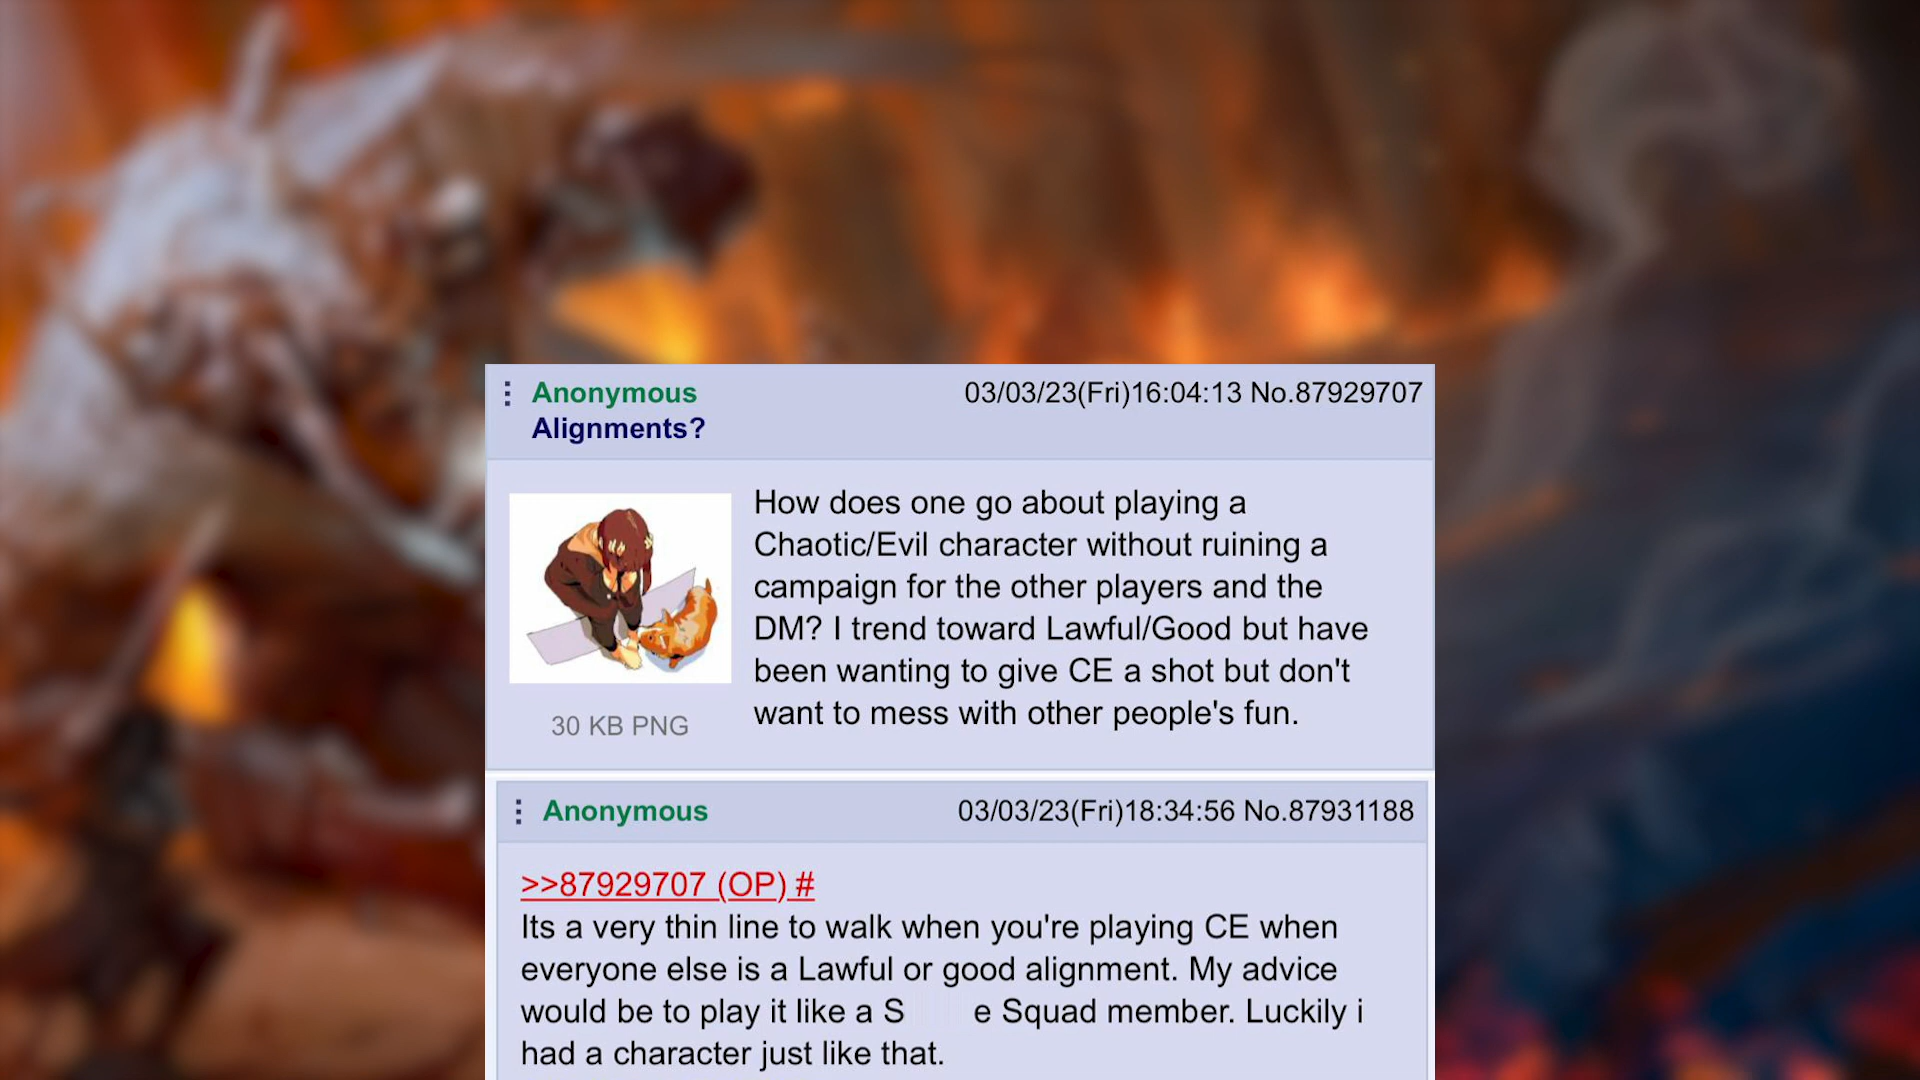 Anonymous 03/03/23(Fri)16:04:13 No.87929707
Alignments?
How does one go about playing a
Chaotic/Evil character without ruining a
campaign for the other players and the
DM? I trend toward Lawful/Good but have
been wanting to give CE a shot but don't
want to mess with other people's fun.
30 KB PNG
Anonymous 03/03/23(Fri)18:34:56 No.87931188
>>87929707 (OP) #
Its a very thin line to walk when you're playing CE when
everyone else is a Lawful or good alignment. My advice
would be to play it like a S e Squad member. Luckily i
had a character just like that.